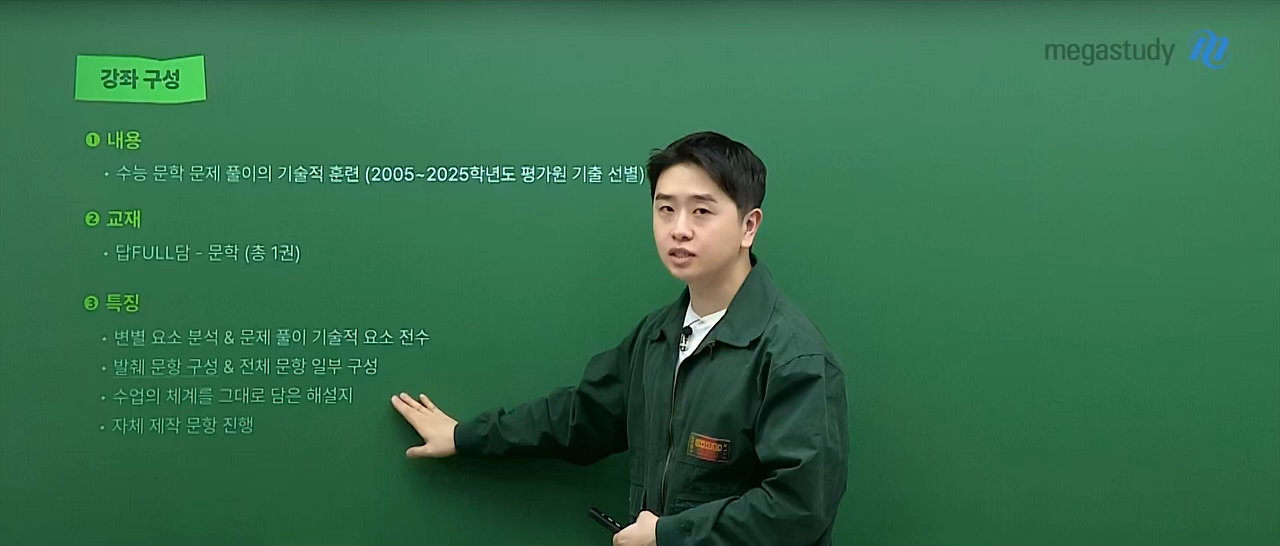 megastudy
강좌 구성
❶ 내용
• 수능 문학 문제 풀이의 기술적 훈련 (2005~2025학년도 평가원 기출 선별)
❷ 교재
• 답FULL담 - 문학 (총 1권)
❸ 특징
• 변별 요소 분석 & 문제 풀이 기술적 요소 전수
• 발췌 문항 구성 & 전체 문항 일부 구성
• 수업의 체계를 그대로 담은 해설지
• 자체 제작 문항 진행